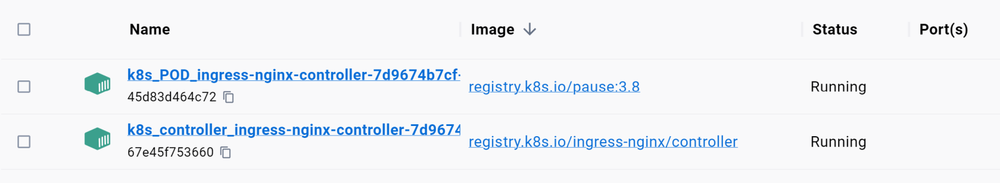 Name Image Status Port(s)
k8s_POD_ingress-nginx-controller-7d9674b7cf-
45d83d464c72
registry.k8s.io/pause:3.8
Running
k8s_controller_ingress-nginx-controller-7d9674
67e45f753660
registry.k8s.io/ingress-nginx/controller
Running